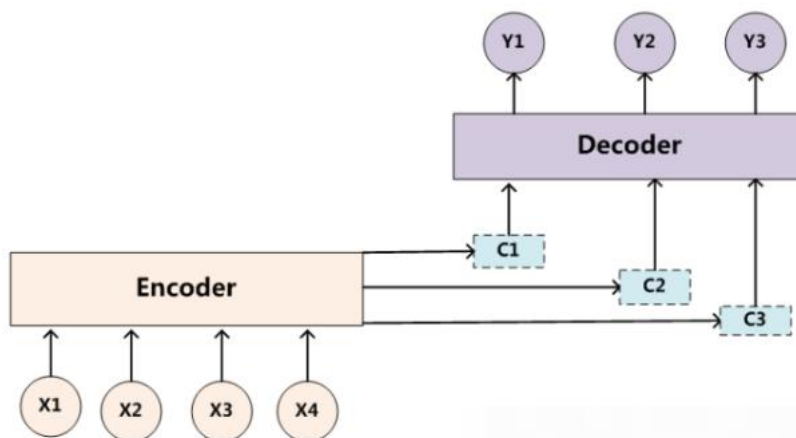 Y1 Y2 Y3
Decoder
C1
Encoder
C2
C3
X1 X2 X3 X4